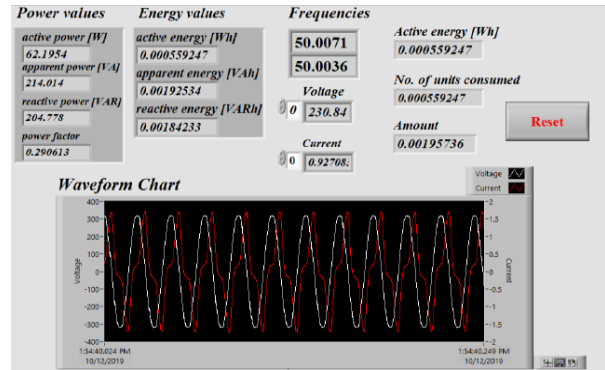 Power values
active power [W]
62.1954
apparent power [VA]
214.014
reactive power [VAR]
204.778
power factor
0.290613
Energy values
active energy [Wh]
0.000559247
apparent energy [VAh]
0.00192534
reactive energy [VARh]
0.00184233
Frequencies
50.0071
50.0036
Voltage
0 230.84
Current
0 0.92708
Active energy [Wh]
0.000559247
No. of units consumed
0.000559247
Amount
0.00195736
Reset
Waveform Chart
Voltage
Current
400
300
200
100
0
-100
-200
-300
-400
Voltage
-2
-1.5
-1
-0.5
-0
-0.5
-1
-1.5
-2
Current
1:54:40.024 PM
10/12/2019
1:54:40.249 PM
10/12/2019